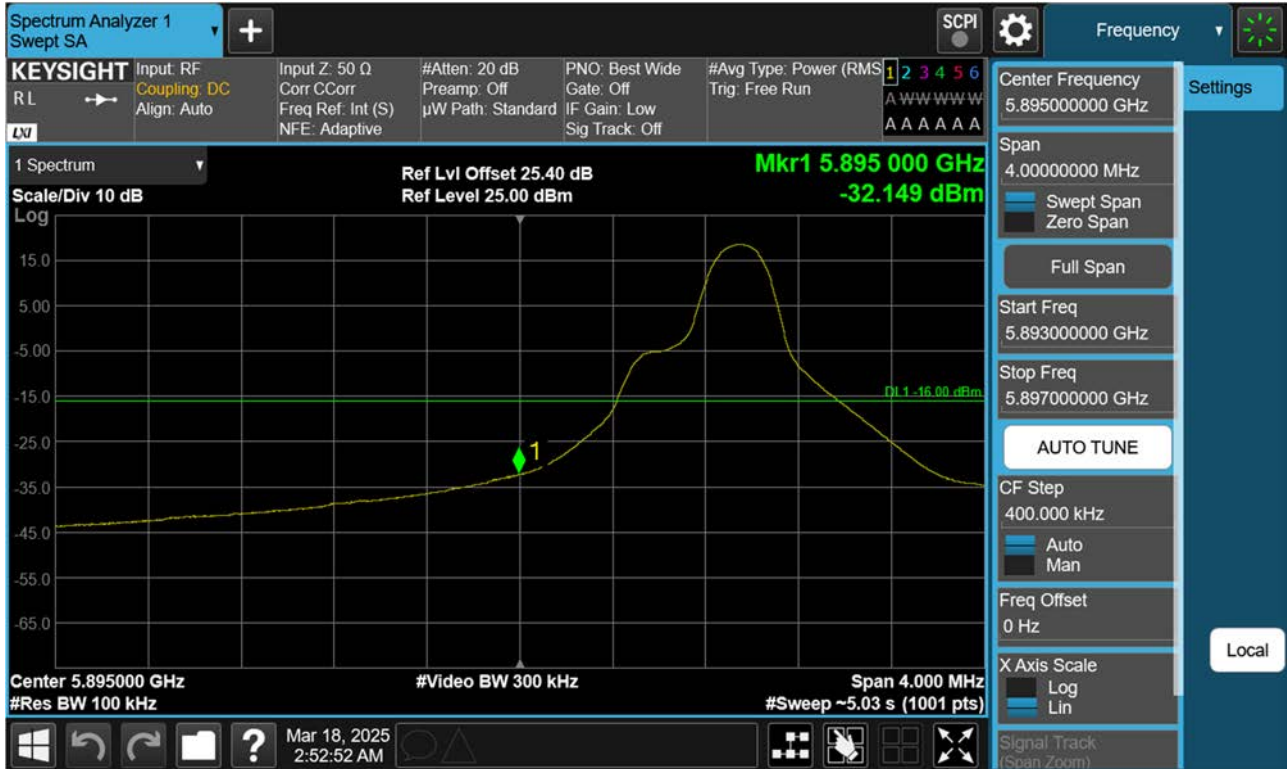 Spectrum Analyzer 1
Swept SA
SCPI
Frequency
KEYSIGHT
R L
LXI
Input: RF
Coupling: DC
Align: Auto
Input Z: 50 Ω
Corr CCorr
Freq Ref: Int (S)
NFE: Adaptive
#Atten: 20 dB
Preamp: Off
µW Path: Standard
PNO: Best Wide
Gate: Off
IF Gain: Low
Sig Track: Off
#Avg Type: Power (RMS
Trig: Free Run
1 2 3 4 5 6
A W W W W W
A A A A A A
1 Spectrum
Scale/Div 10 dB
Log
Ref Lvl Offset 25.40 dB
Ref Level 25.00 dBm
Mkr1 5.895 000 GHz
-32.149 dBm
15.0
5.00
-5.00
-15.0
DL1 -16.00 dBm
-25.0
1
-35.0
-45.0
-55.0
-65.0
Center 5.895000 GHz
#Video BW 300 kHz
Span 4.000 MHz
#Res BW 100 kHz
#Sweep ~5.03 s (1001 pts)
Mar 18, 2025
2:52:52 AM
?
Center Frequency
5.895000000 GHz
Settings
Span
4.00000000 MHz
Swept Span
Zero Span
Full Span
Start Freq
5.893000000 GHz
Stop Freq
5.897000000 GHz
AUTO TUNE
CF Step
400.000 kHz
Auto
Man
Freq Offset
0 Hz
Local
X Axis Scale
Log
Lin
Signal Track
(Span Zoom)